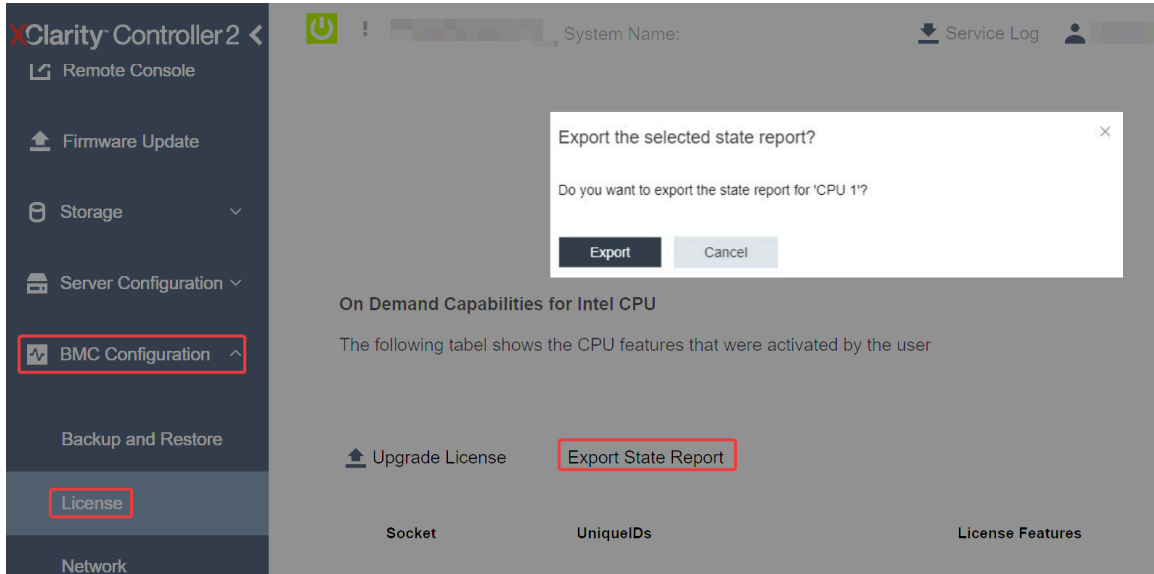 XClarity Controller 2
System Name:
Service Log
Remote Console
Firmware Update
Storage
Server Configuration
BMC Configuration
Backup and Restore
License
Network
Export the selected state report?
Do you want to export the state report for 'CPU 1'?
Export
Cancel
On Demand Capabilities for Intel CPU
The following tabel shows the CPU features that were activated by the user
Upgrade License
Export State Report
Socket
UniqueIDs
License Features